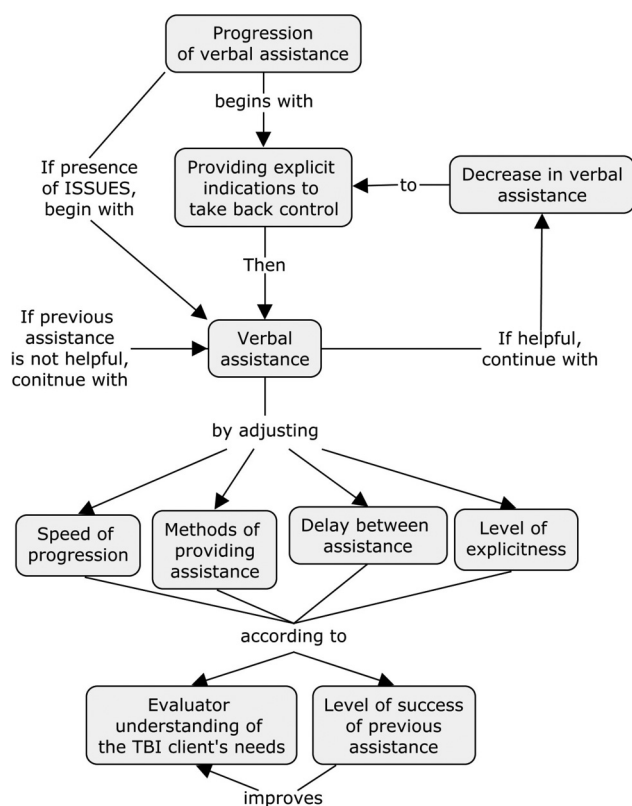 Progression
of verbal assistance
begins with
If presence
of ISSUES,
begin with
Providing explicit
indications to
take back control
to
Decrease in verbal
assistance
Then
If previous
assistance
is not helpful,
conitnue with
Verbal
assistance
If helpful,
continue with
by adjusting
Speed of
progression
Methods of
providing
assistance
Delay between
assistance
Level of
explicitness
according to
Evaluator
understanding of
the TBI client's needs
Level of success
of previous
assistance
improves